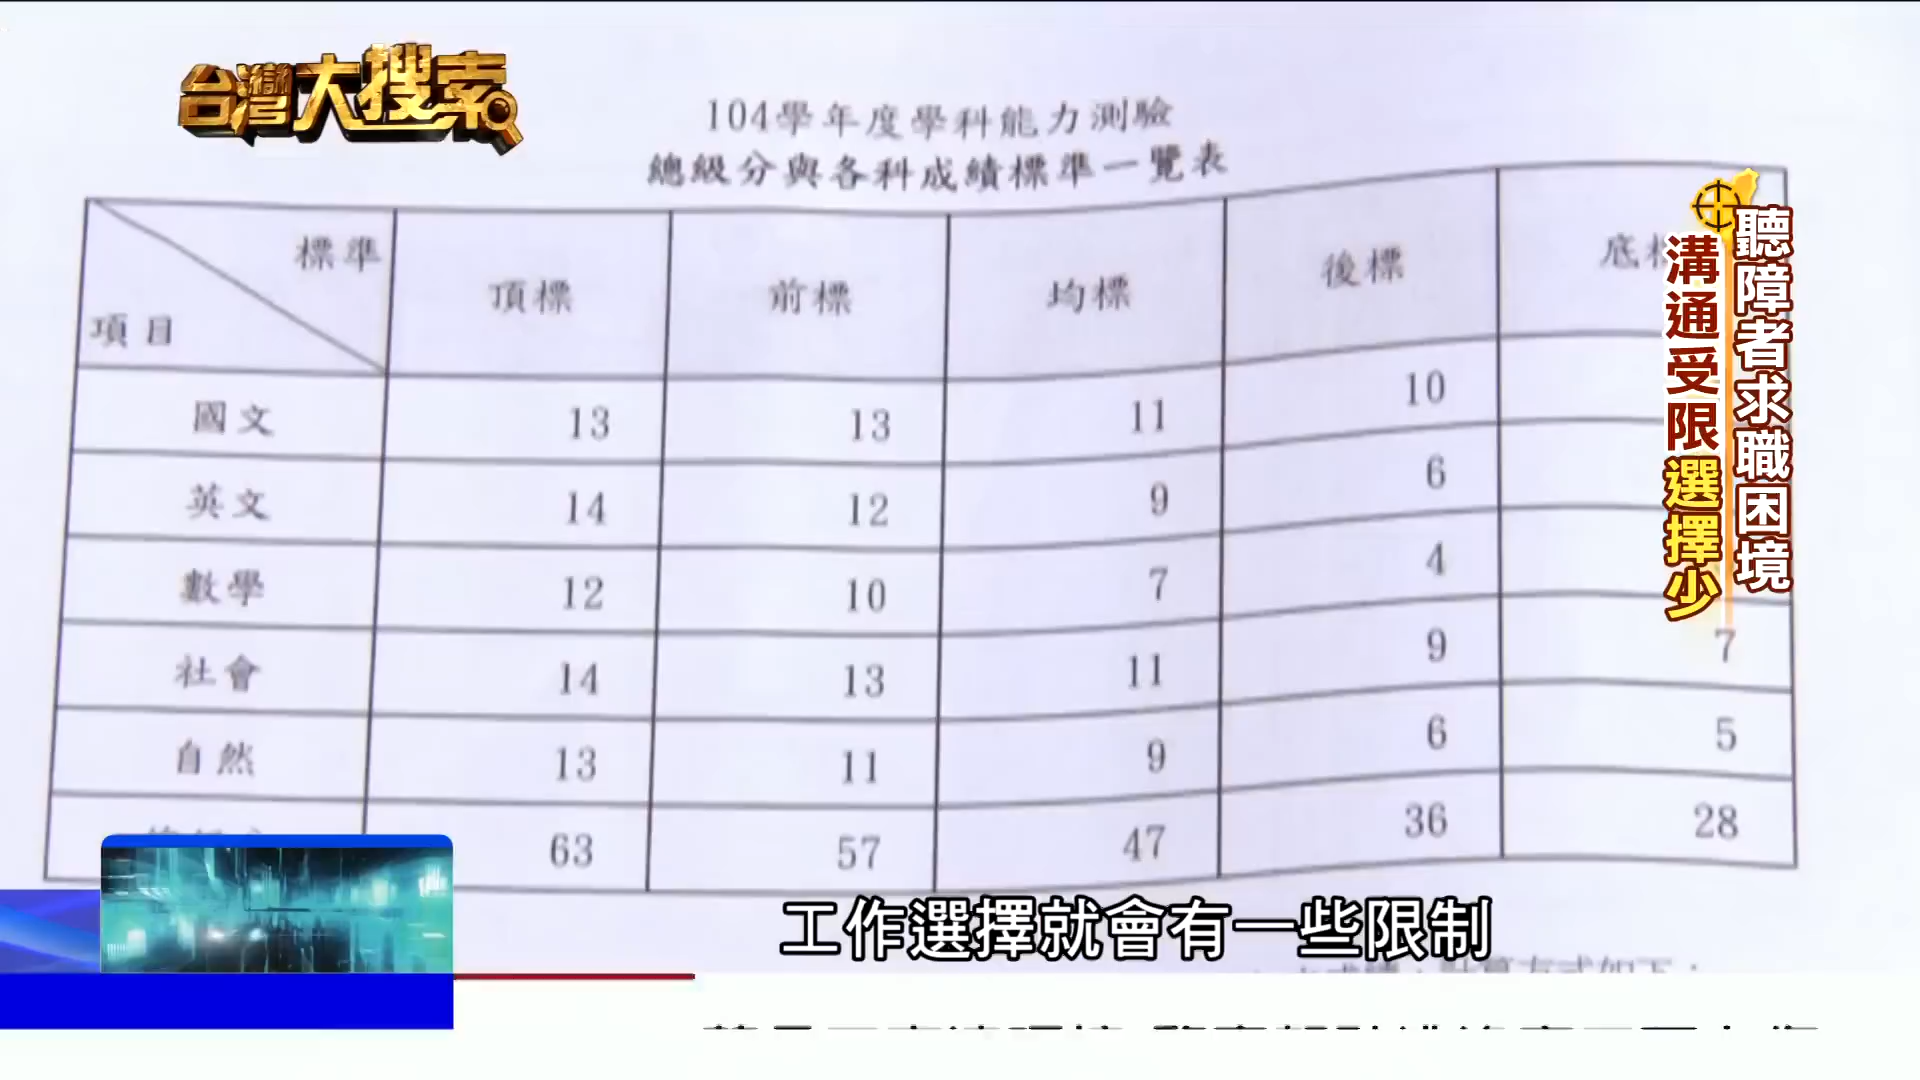 台灣大搜索
104學年度學科能力測驗
總級分與各科成績標準一覽表
標準
項目
頂標 前標 均標 後標 底標
國文 13 13 11 10
英文 14 12 9 6
數學 12 10 7 4
社會 14 13 11 9 7
自然 13 11 9 6 5
63 57 47 36 28
聽障者求職困境
溝通受限選擇少
工作選擇就會有一些限制